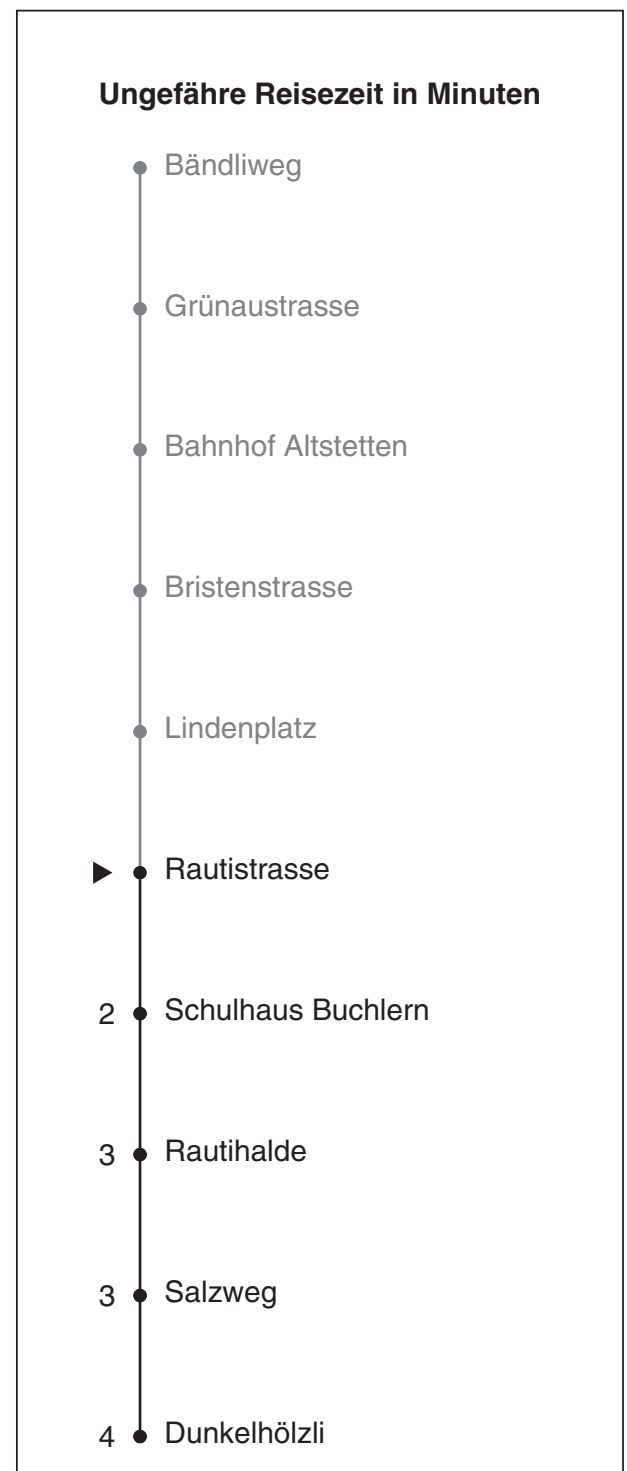 Ungefähre Reisezeit in Minuten
Bändliweg
Grünaustrasse
Bahnhof Altstetten
Bristenstrasse
Lindenplatz
Rautistrasse
2 Schulhaus Buchlern
3 Rautihalde
3 Salzweg
4 Dunkelhölzli